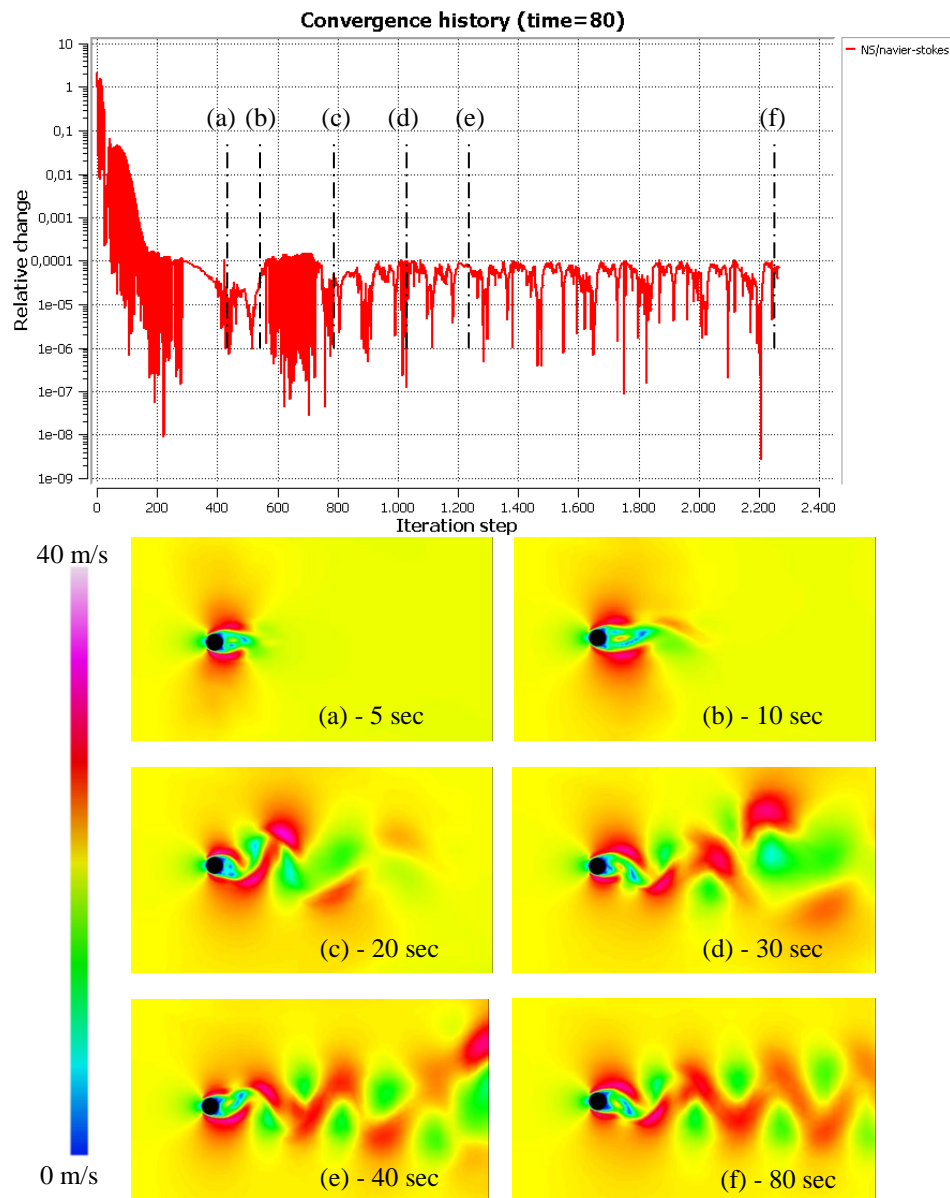 Convergence history (time=80)
NS/navier-stokes
10
1
0,1
0,01
0,001
0,0001
1e-05
1e-06
1e-07
1e-08
1e-09
Relative change
(a) (b) (c) (d) (e) (f)
0 200 400 600 800 1.000 1.200 1.400 1.600 1.800 2.000 2.200 2.400
Iteration step
40 m/s
0 m/s
(a) - 5 sec
(b) - 10 sec
(c) - 20 sec
(d) - 30 sec
(e) - 40 sec
(f) - 80 sec